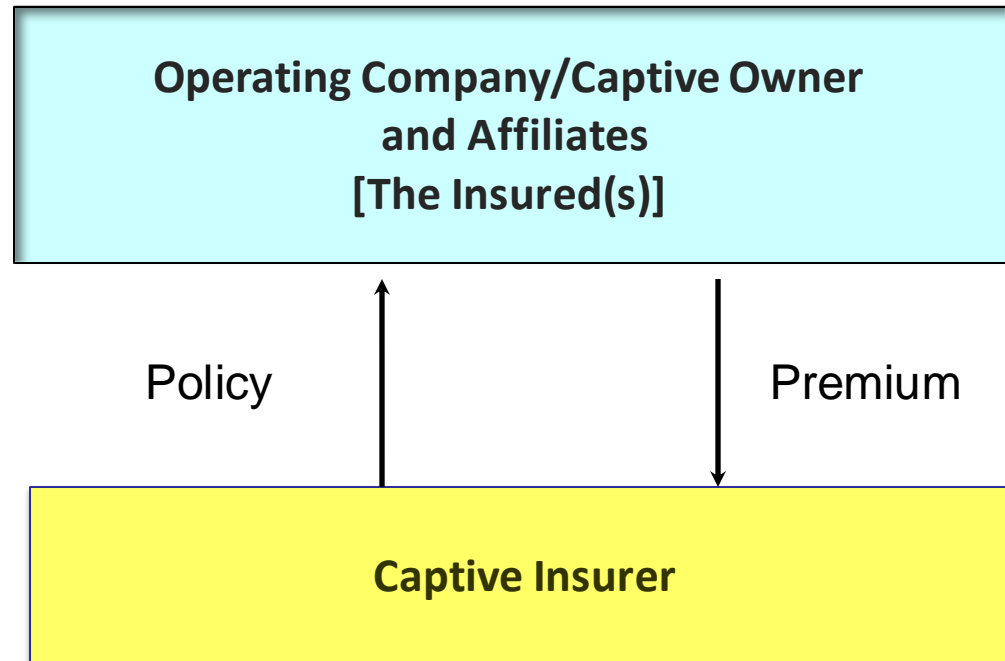 Operating Company/Captive Owner
and Affiliates
[The Insured(s)]
Policy
Premium
Captive Insurer